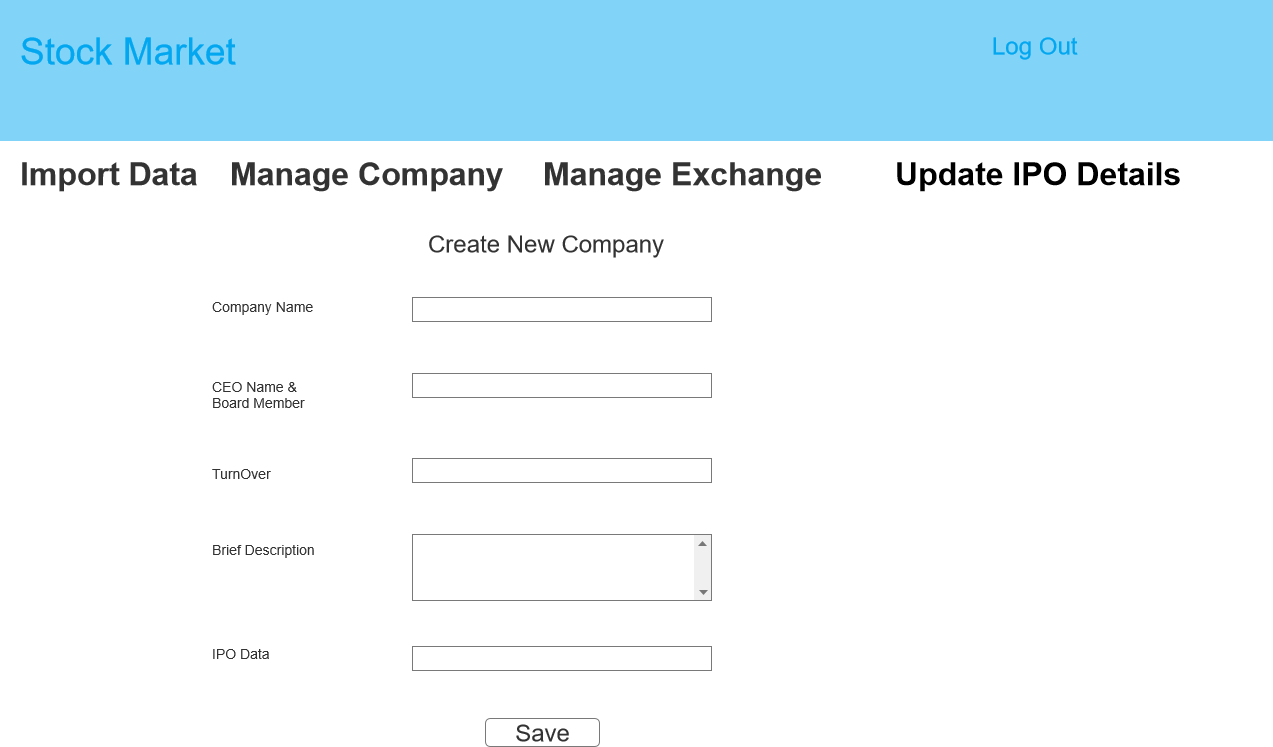 Stock Market
Log Out
Import Data
Manage Company
Manage Exchange
Update IPO Details
Create New Company
Company Name
CEO Name &
Board Member
TurnOver
Brief Description
IPO Data
Save